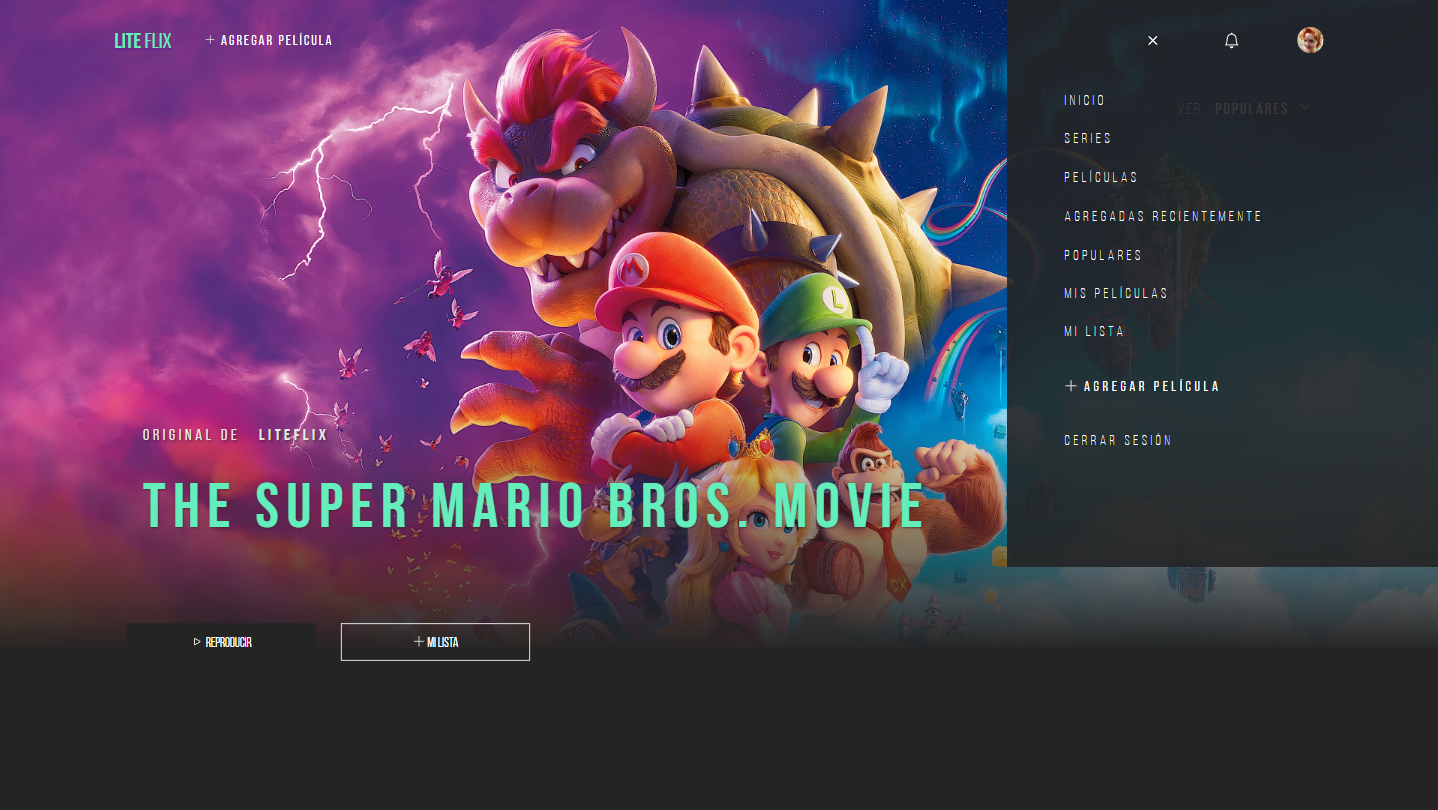 LITE FLIX
+ AGREGAR PELÍCULA
INICIO
VER POPULARES
SERIES
PELÍCULAS
AGREGADAS RECIENTEMENTE
POPULARES
MIS PELÍCULAS
MI LISTA
+ AGREGAR PELÍCULA
CERRAR SESIÓN
M
L
ORIGINAL DE LITEFLIX
THE SUPER MARIO BROS. MOVIE
DK
REPRODUCIR
+ MI LISTA